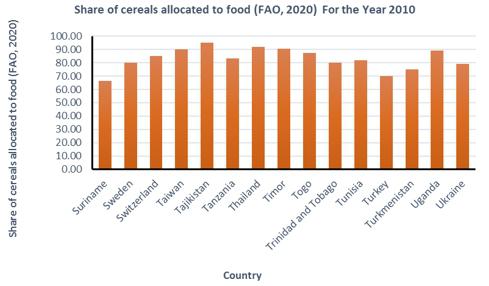 Share of cereals allocated to food (FAO, 2020)  For the Year 2010
Share of cereals allocated to food (FAO, 2020)
100.00
90.00
80.00
70.00
60.00
50.00
40.00
30.00
20.00
10.00
0.00
Suriname
Sweden
Switzerland
Taiwan
Tajikistan
Tanzania
Thailand
Timor
Togo
Trinidad and Tobago
Tunisia
Turkey
Turkmenistan
Uganda
Ukraine
Country